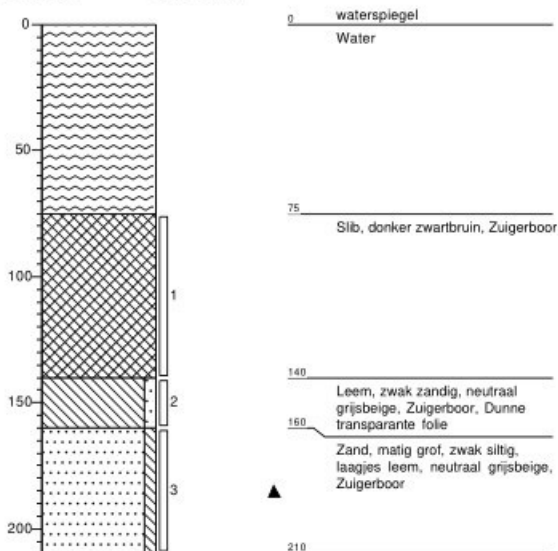 0
50
100
150
200
1
2
3
0
waterspiegel
Water
75
Slib, donker zwartbruin, Zuigerboor
140
Leem, zwak zandig, neutraal
grijsbeige, Zuigerboor, Dunne
transparante folie
160
Zand, matig grof, zwak siltig,
laagjes leem, neutraal grijsbeige,
Zuigerboor
210